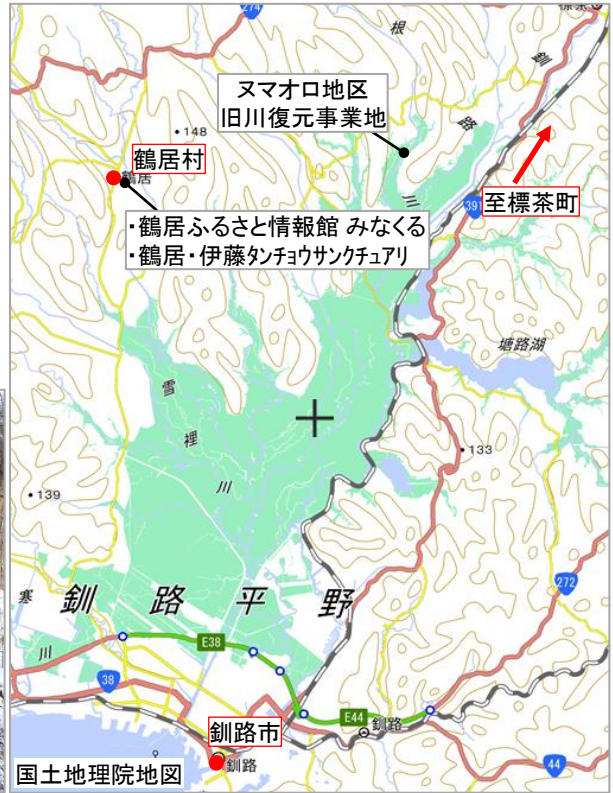 274
標茶
根
釧
ヌマオロ地区
旧川復元事業地
路
148
鶴居村
鶴居
川
391
至標茶町
・鶴居ふるさと情報館 みなくる
・鶴居・伊藤タンチョウサンクチュアリ
塘路湖
雪
裡
川
133
139
272
釧路平野
寒
川
E38
38
E44
釧路
釧路市
釧路
44
国土地理院地図